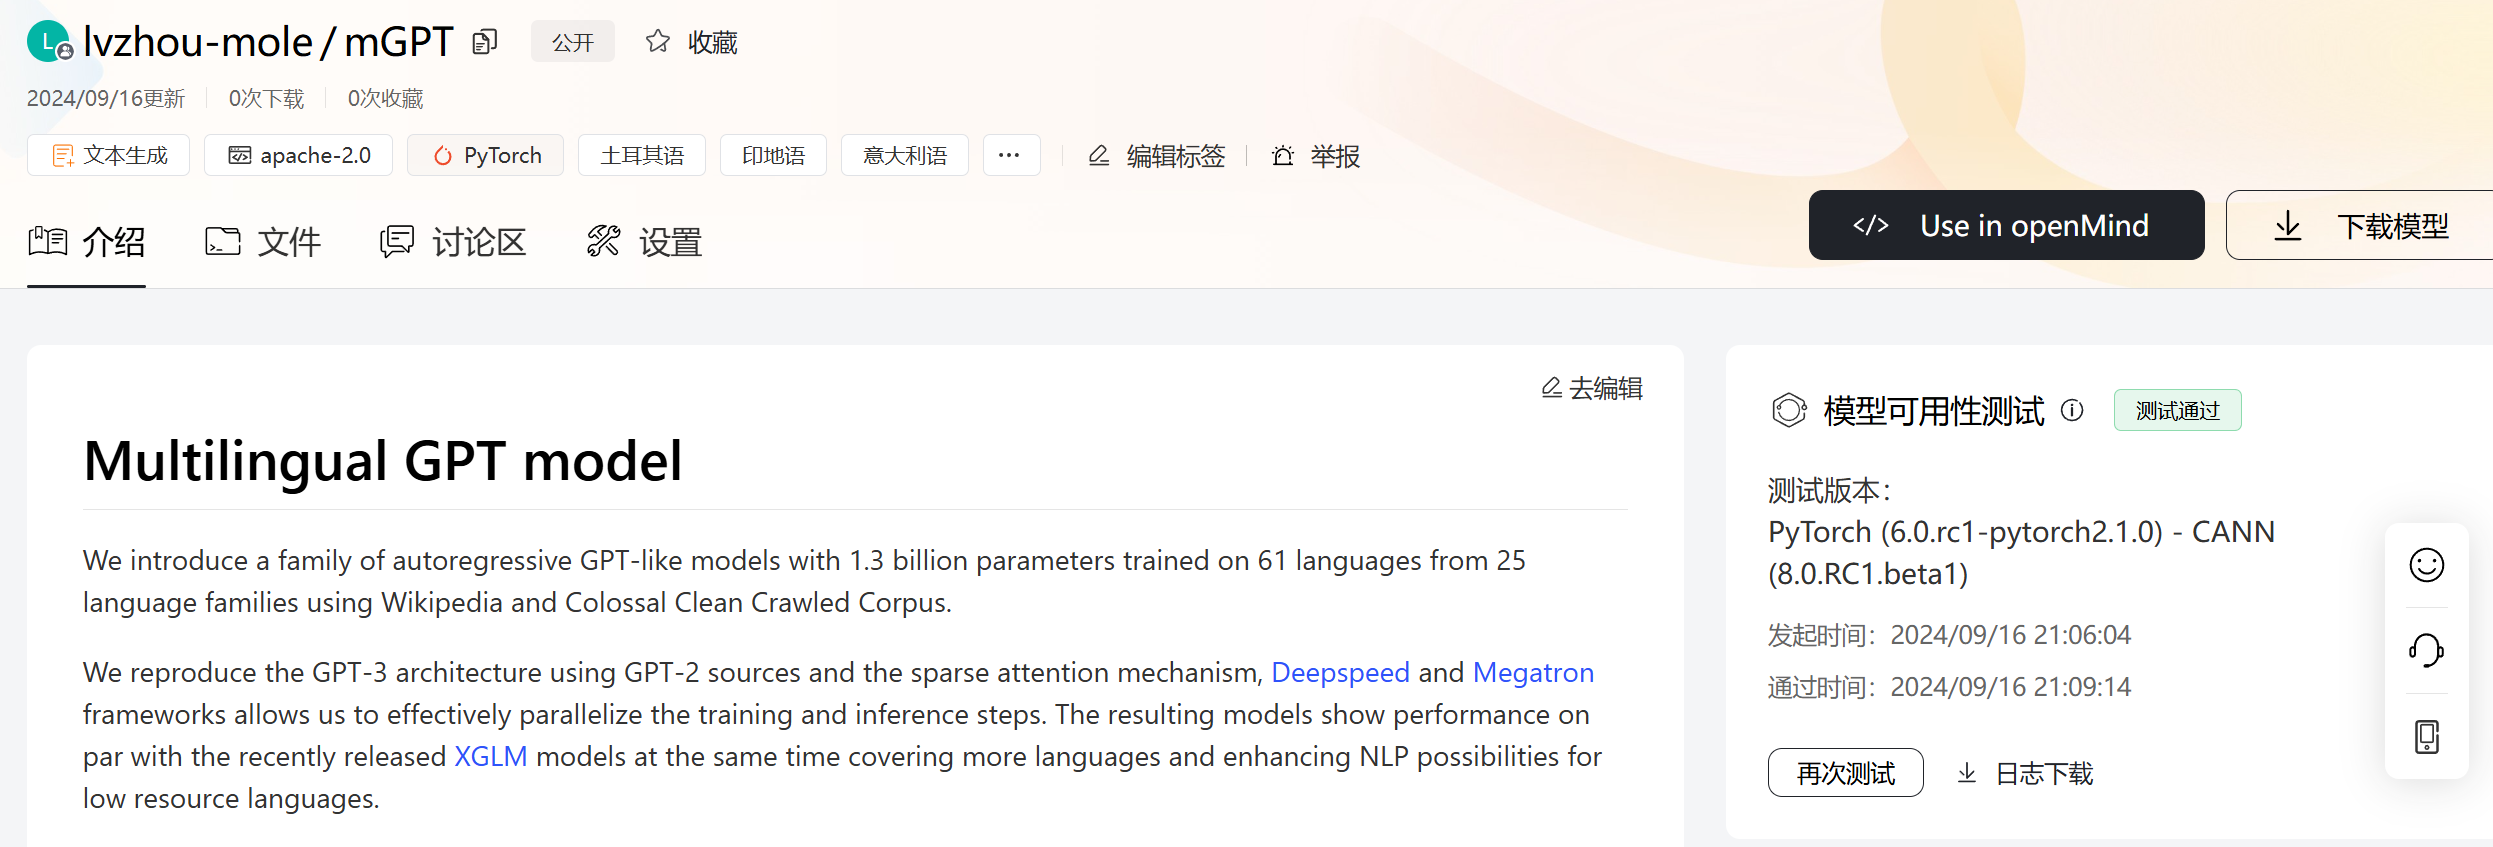 L lvzhou-mole / mGPT 公开 收藏
2024/09/16更新 0次下载 0次收藏
文本生成 apache-2.0 PyTorch 土耳其语 印地语 意大利语 ... 编辑标签 举报
介绍 文件 讨论区 设置 </> Use in openMind 下载模型
去编辑
Multilingual GPT model
We introduce a family of autoregressive GPT-like models with 1.3 billion parameters trained on 61 languages from 25
language families using Wikipedia and Colossal Clean Crawled Corpus.
We reproduce the GPT-3 architecture using GPT-2 sources and the sparse attention mechanism, Deepspeed and Megatron
frameworks allows us to effectively parallelize the training and inference steps. The resulting models show performance on
par with the recently released XGLM models at the same time covering more languages and enhancing NLP possibilities for
low resource languages.
模型可用性测试 测试通过
测试版本：
PyTorch (6.0.rc1-pytorch2.1.0) - CANN
(8.0.RC1.beta1)
发起时间：2024/09/16 21:06:04
通过时间：2024/09/16 21:09:14
再次测试 日志下载